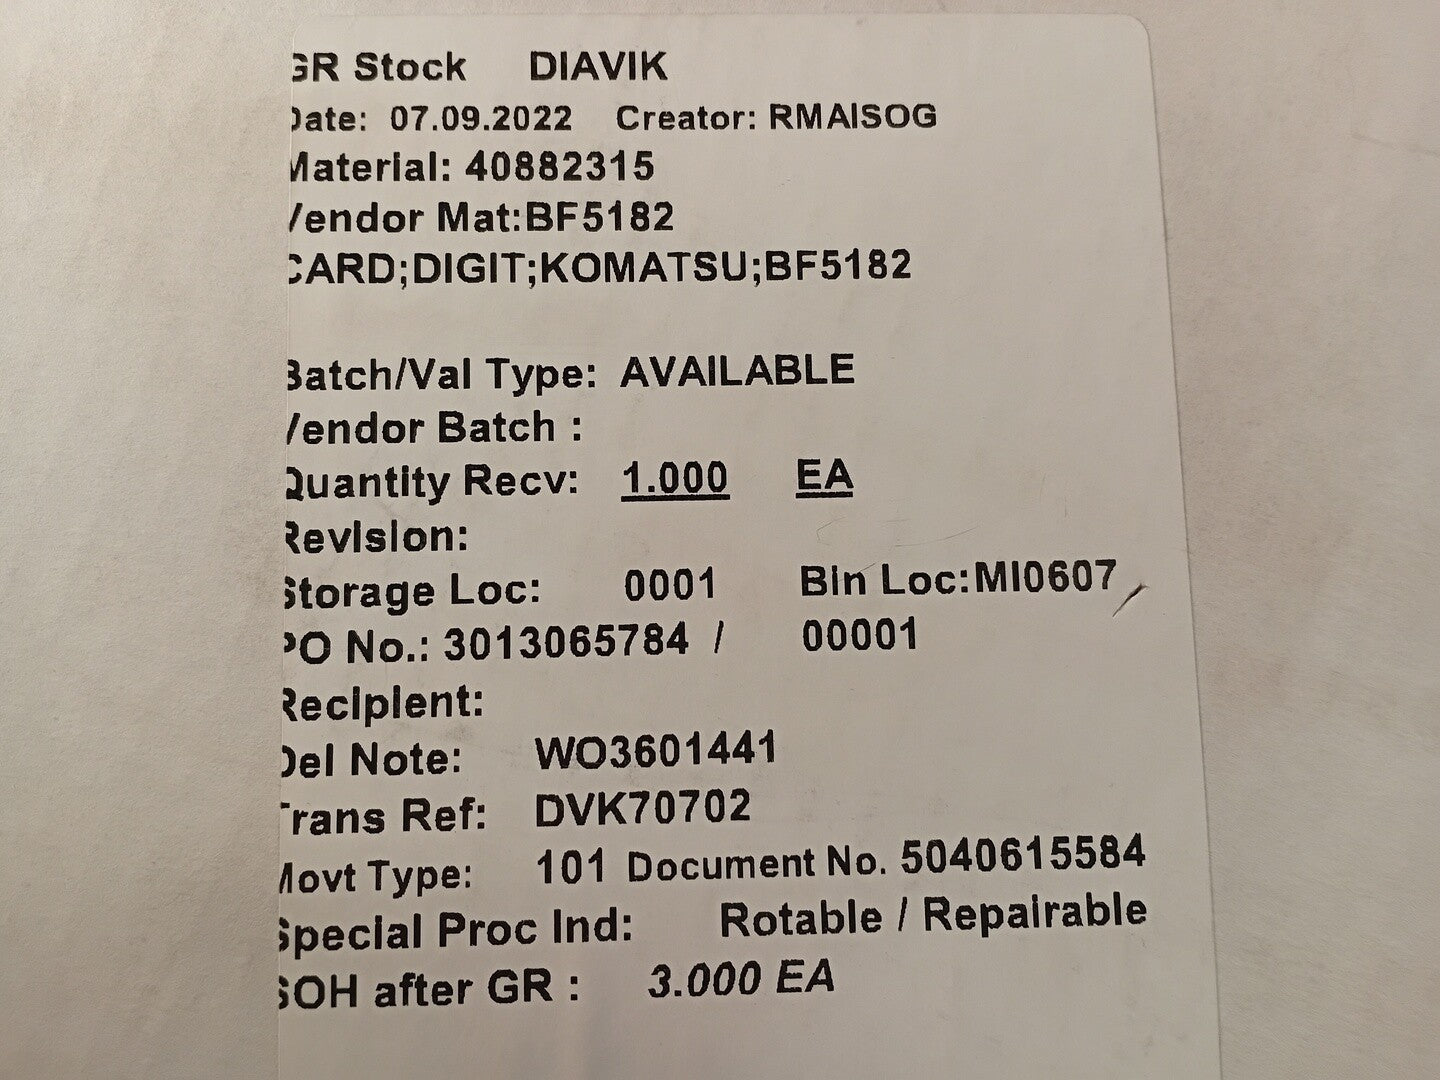 GR Stock DIAVIK
Date: 07.09.2022 Creator: RMAISOG
Material: 40882315
Vendor Mat:BF5182
CARD;DIGIT;KOMATSU;BF5182
Batch/Val Type: AVAILABLE
Vendor Batch :
Quantity Recv: 1.000 EA
Revision:
Storage Loc: 0001 Bin Loc:MI0607
PO No.: 3013065784 / 00001
Recipient:
Del Note: WO3601441
Trans Ref: DVK70702
Movt Type: 101 Document No. 5040615584
Special Proc Ind: Rotable / Repairable
SOH after GR : 3.000 EA